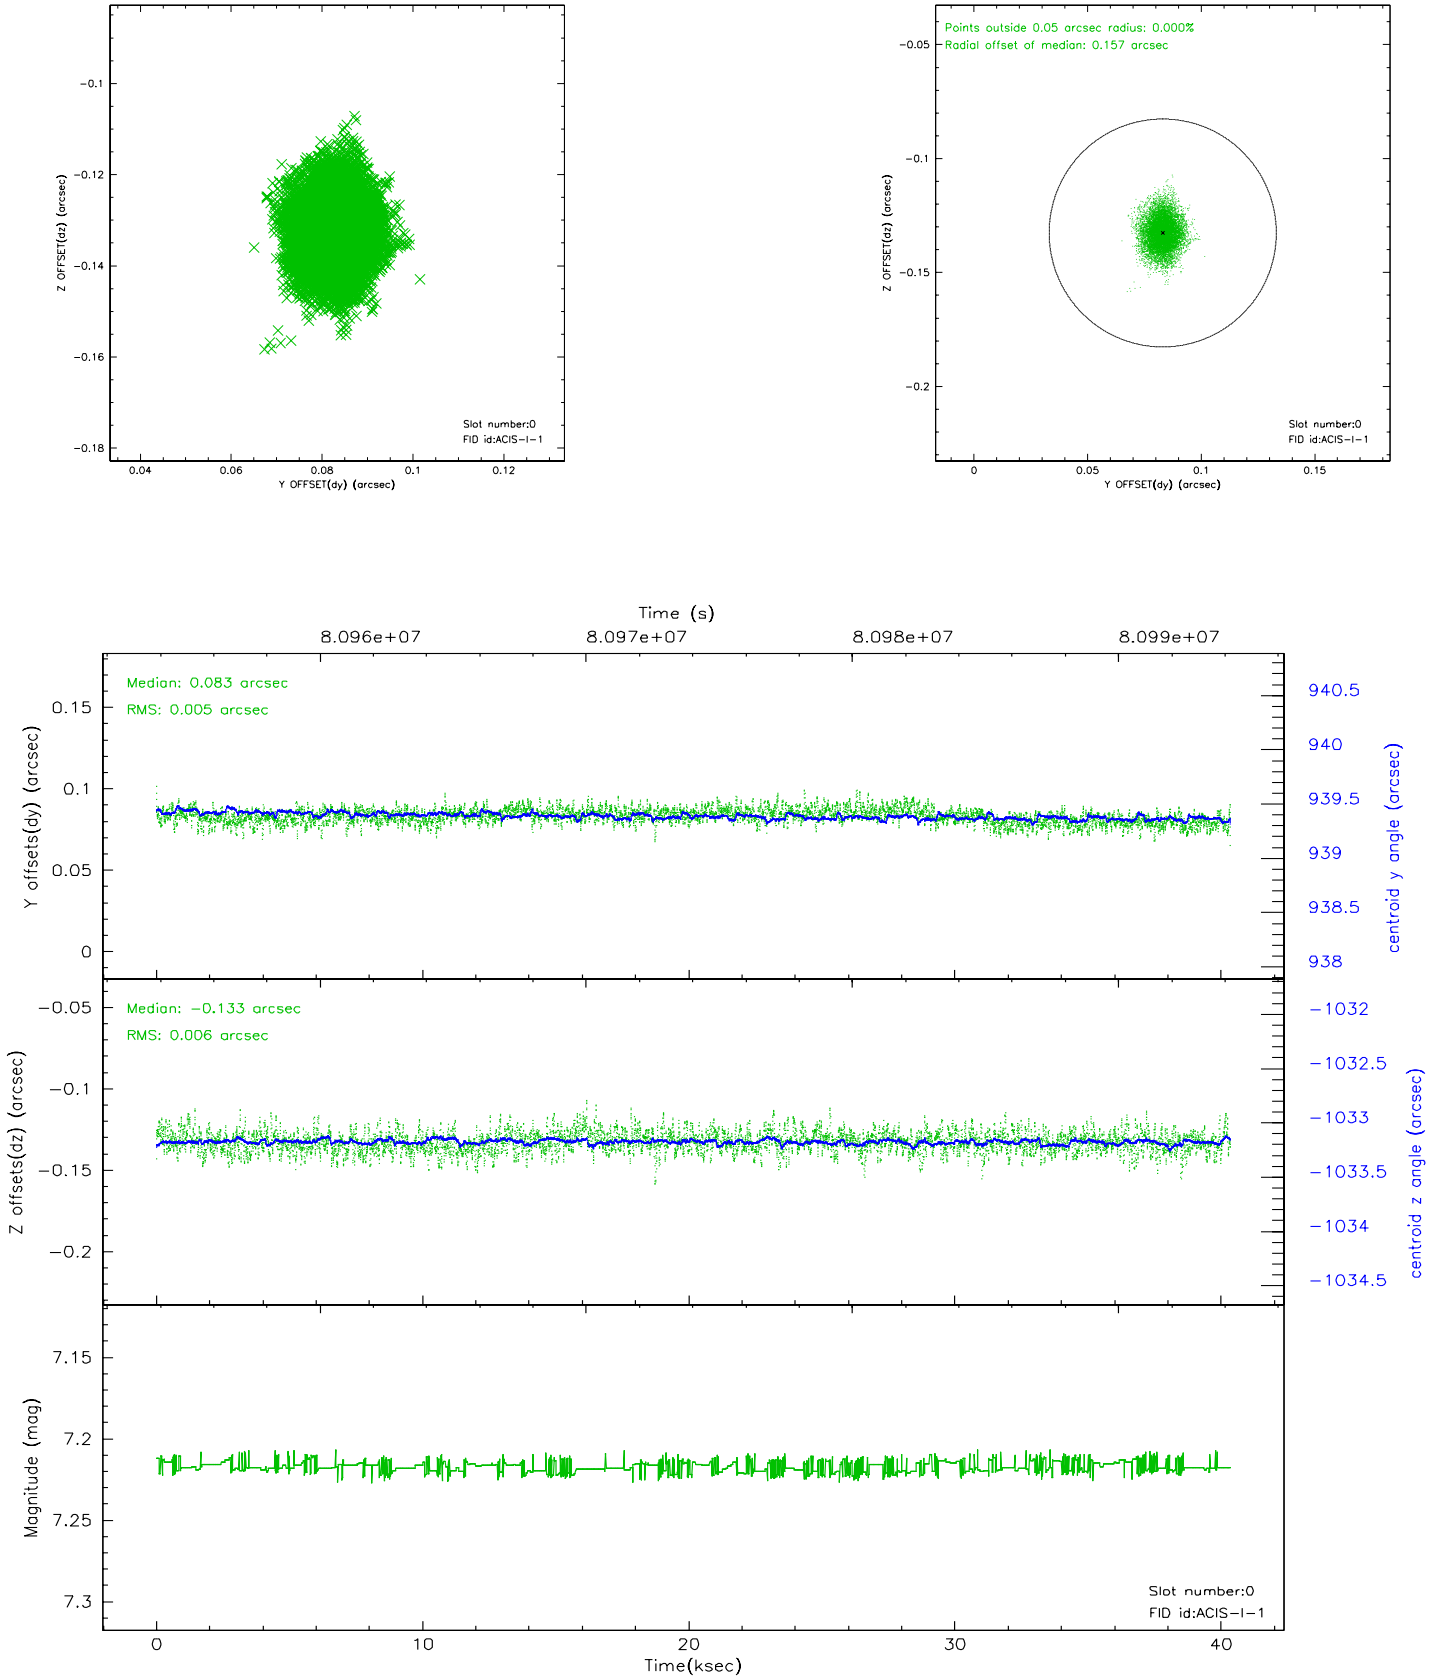 −0.1
−0.12
−0.14
−0.16
−0.18
Z OFFSET(dz) (arcsec)
0.04 0.06 0.08 0.1 0.12
Y OFFSET(dy) (arcsec)
Slot number:0
FID id:ACIS−I−1
Points outside 0.05 arcsec radius: 0.000%
Radial offset of median: 0.157 arcsec
−0.05
−0.1
−0.15
−0.2
Z OFFSET(dz) (arcsec)
0 0.05 0.1 0.15
Y OFFSET(dy) (arcsec)
Slot number:0
FID id:ACIS−I−1
Time (s)
8.096e+07 8.097e+07 8.098e+07 8.099e+07
Median: 0.083 arcsec
RMS: 0.005 arcsec
0.15
0.1
0.05
0
Y offsets(dy) (arcsec)
940.5
940
939.5
939
938.5
938
centroid y angle (arcsec)
Median: −0.133 arcsec
RMS: 0.006 arcsec
−0.05
−0.1
−0.15
−0.2
Z offsets(dz) (arcsec)
−1032
−1032.5
−1033
−1033.5
−1034
−1034.5
centroid z angle (arcsec)
7.15
7.2
7.25
7.3
Magnitude (mag)
Slot number:0
FID id:ACIS−I−1
0 10 20 30 40
Time(ksec)